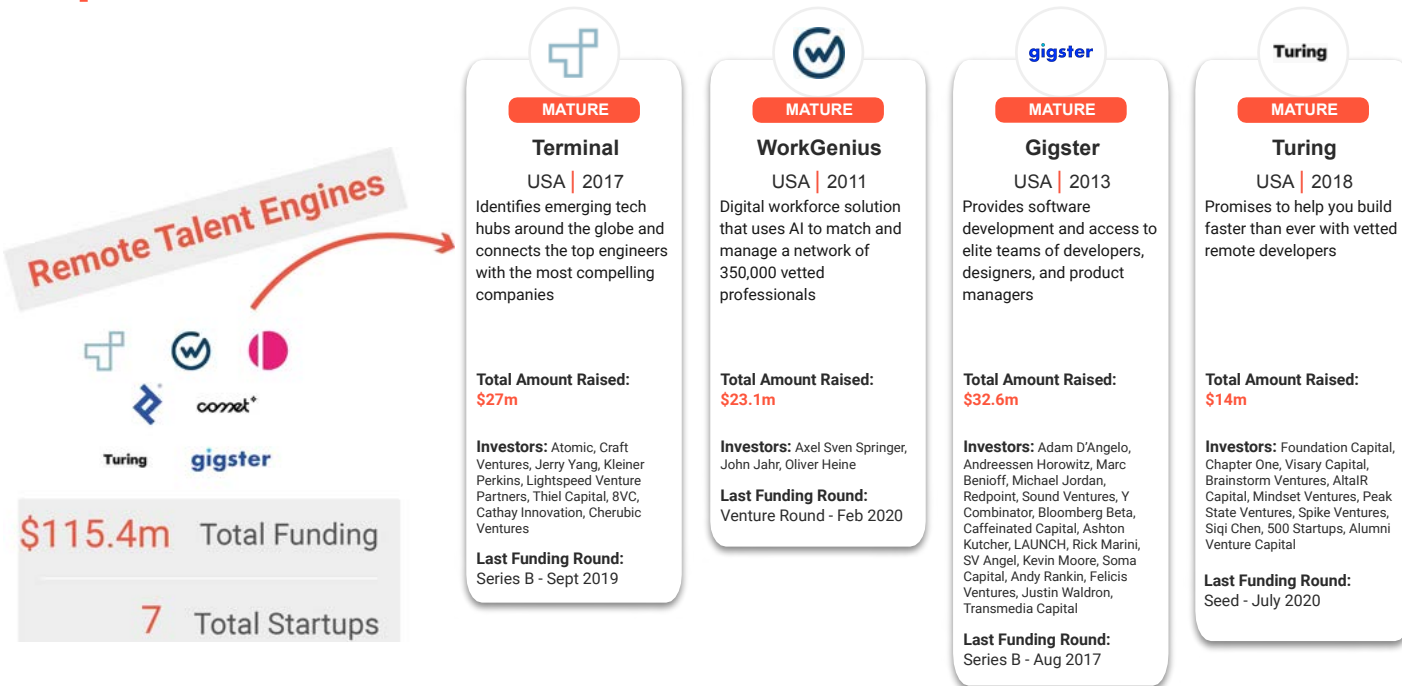 Remote Talent Engines
comet+
Turing
gigster
$115.4m Total Funding
7 Total Startups
MATURE
Terminal
USA | 2017
Identifies emerging tech
hubs around the globe and
connects the top engineers
with the most compelling
companies
Total Amount Raised:
$27m
Investors: Atomic, Craft
Ventures, Jerry Yang, Kleiner
Perkins, Lightspeed Venture
Partners, Thiel Capital, 8VC,
Cathay Innovation, Cherubic
Ventures
Last Funding Round:
Series B - Sept 2019
MATURE
WorkGenius
USA | 2011
Digital workforce solution
that uses AI to match and
manage a network of
350,000 vetted
professionals
Total Amount Raised:
$23.1m
Investors: Axel Sven Springer,
John Jahr, Oliver Heine
Last Funding Round:
Venture Round - Feb 2020
gigster
MATURE
Gigster
USA | 2013
Provides software
development and access to
elite teams of developers,
designers, and product
managers
Total Amount Raised:
$32.6m
Investors: Adam D'Angelo,
Andreessen Horowitz, Marc
Benioff, Michael Jordan,
Redpoint, Sound Ventures, Y
Combinator, Bloomberg Beta,
Caffeinated Capital, Ashton
Kutcher, LAUNCH, Rick Marini,
SV Angel, Kevin Moore, Soma
Capital, Andy Rankin, Felicis
Ventures, Justin Waldron,
Transmedia Capital
Last Funding Round:
Series B - Aug 2017
Turing
MATURE
Turing
USA | 2018
Promises to help you build
faster than ever with vetted
remote developers
Total Amount Raised:
$14m
Investors: Foundation Capital,
Chapter One, Visary Capital,
Brainstorm Ventures, AltaIR
Capital, Mindset Ventures, Peak
State Ventures, Spike Ventures,
Siqi Chen, 500 Startups, Alumni
Venture Capital
Last Funding Round:
Seed - July 2020